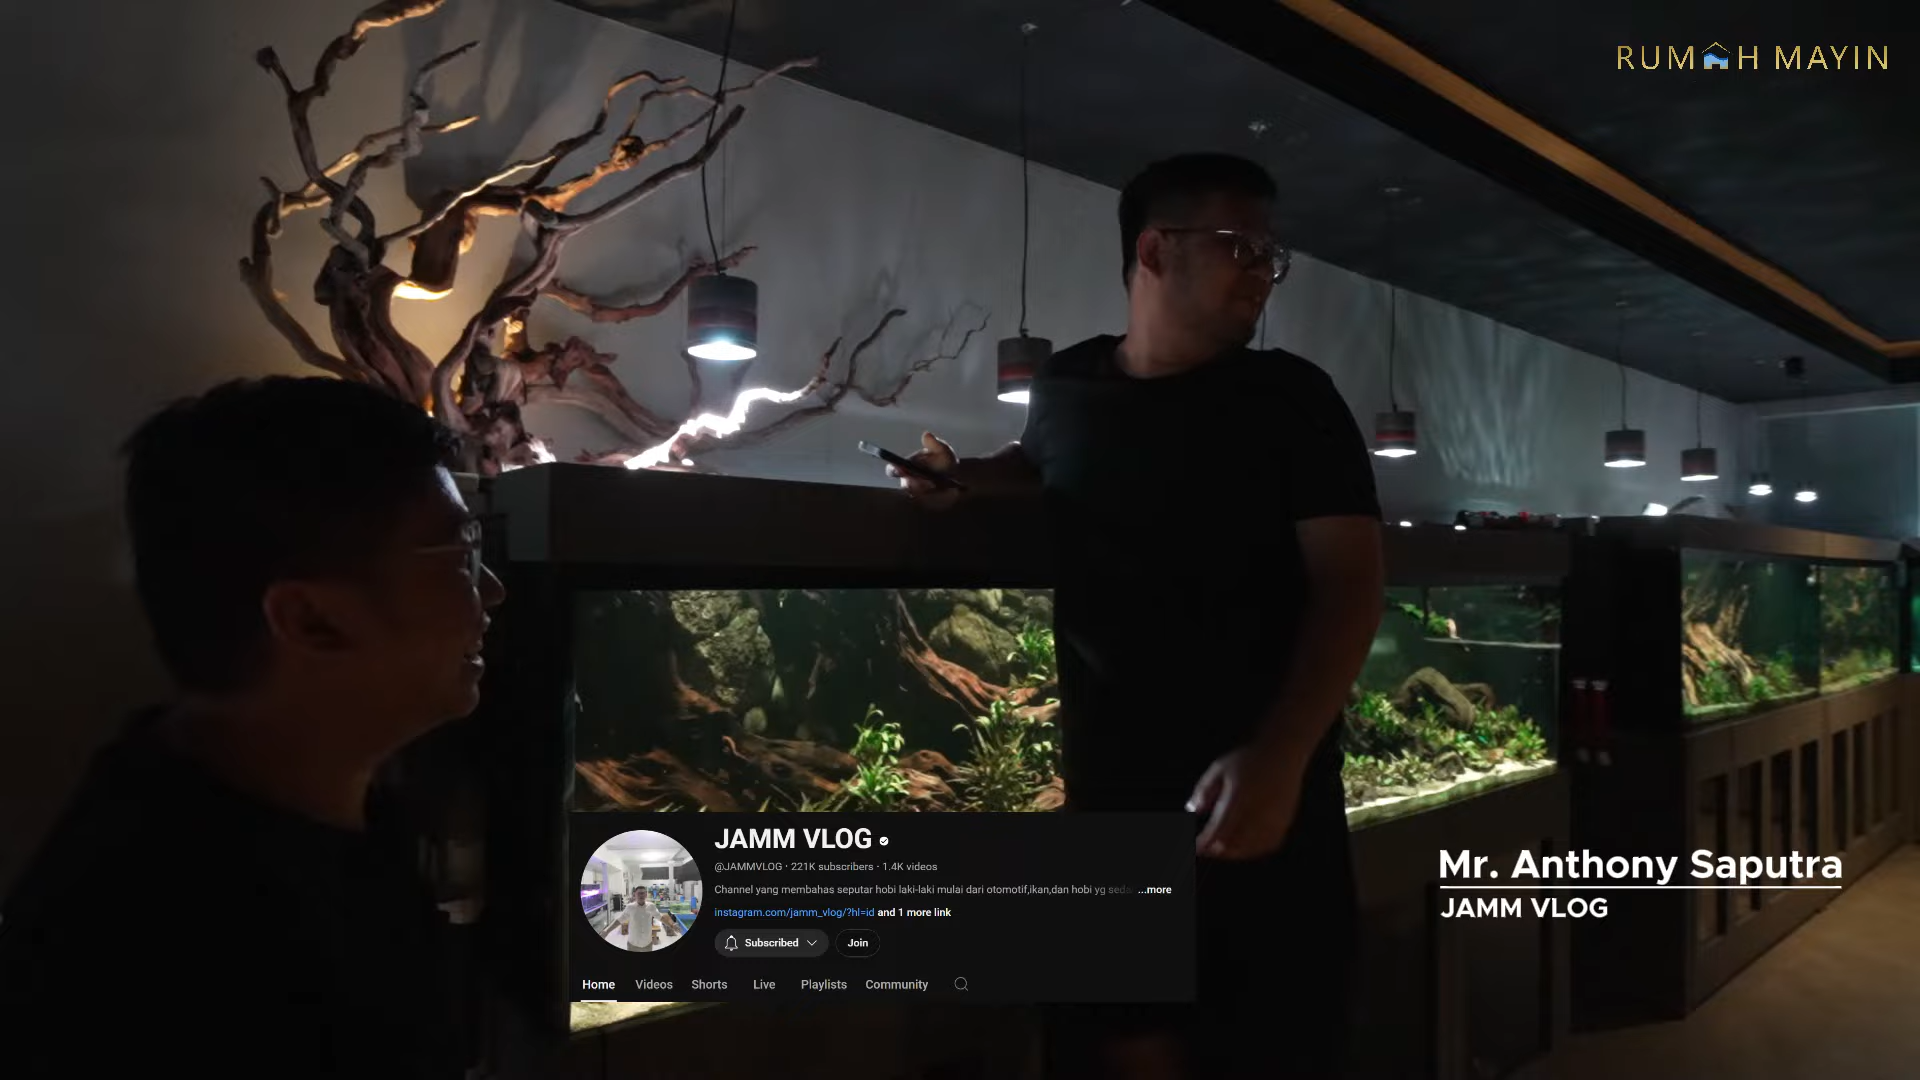 RUMAH MAYIN
JAMM VLOG
@JAMMVLOG · 221K subscribers · 1.4K videos
Channel yang membahas seputar hobi laki-laki mulai dari otomotif,ikan,dan hobi yg seda ...more
instagram.com/jamm_vlog/?hl=id and 1 more link
Subscribed
Join
Home Videos Shorts Live Playlists Community
Mr. Anthony Saputra
JAMM VLOG